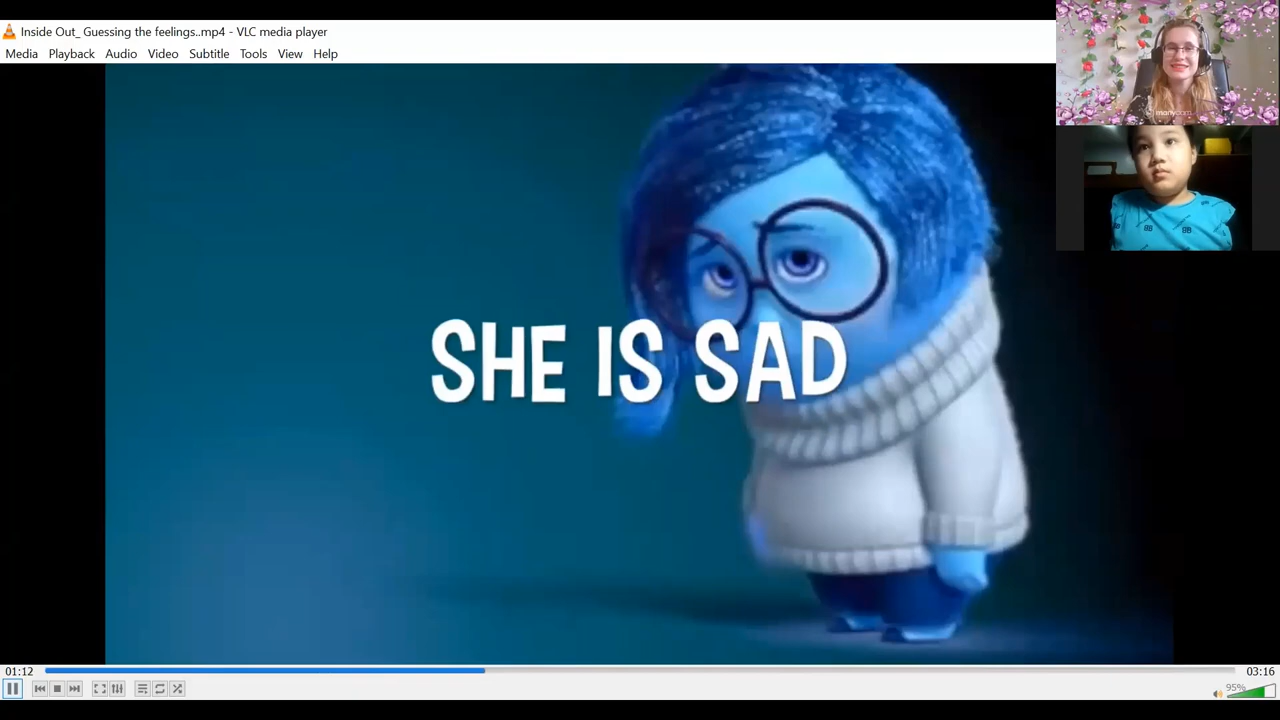 Inside Out_ Guessing the feelings..mp4 - VLC media player
Media Playback Audio Video Subtitle Tools View Help
manycam
SHE IS SAD
01:12
03:16
95%